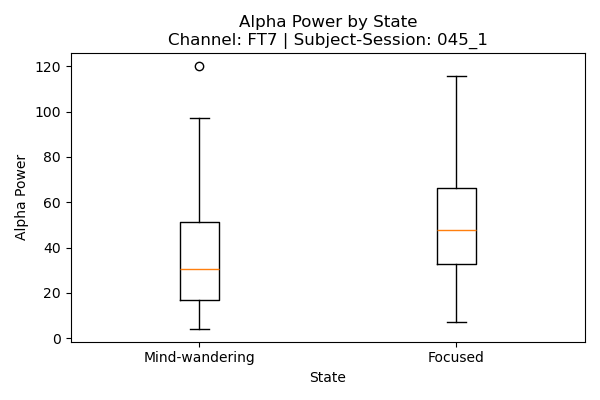 Alpha Power by State
Channel: FT7 | Subject-Session: 045_1
120
100
80
60
40
20
0
Alpha Power
Mind-wandering
Focused
State